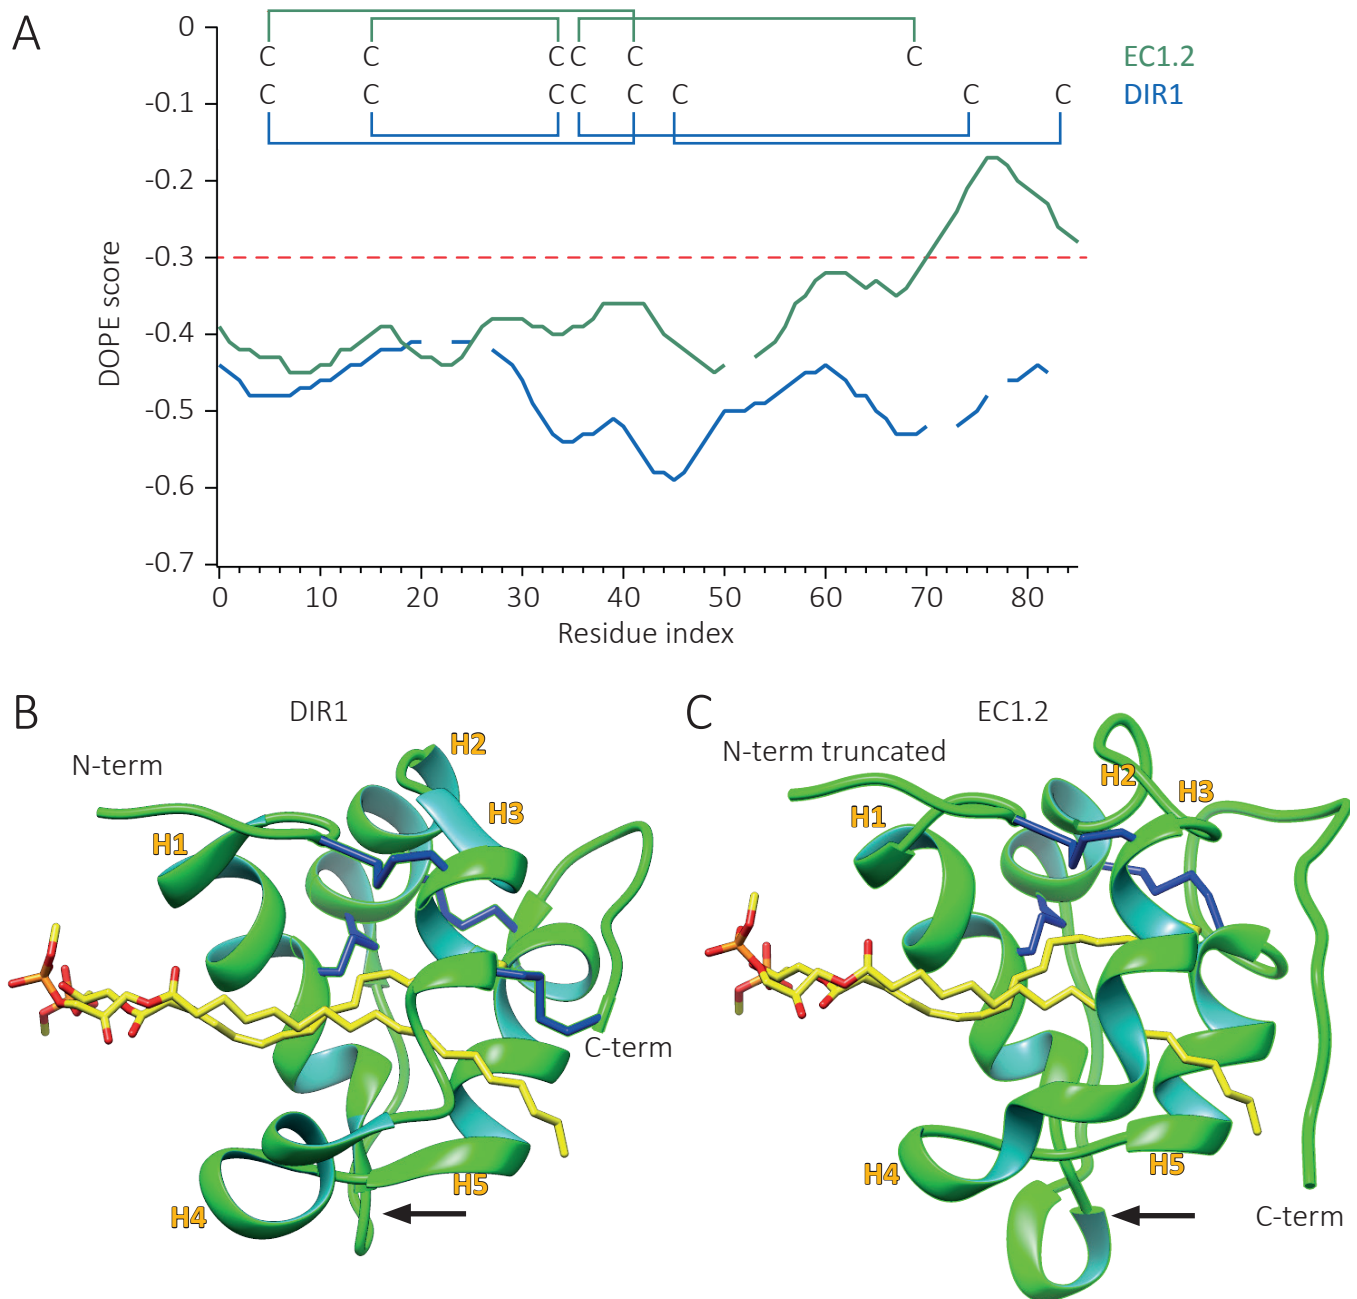 A
0
C C CC C C EC1.2
C C CC C C C C DIR1
-0.1
-0.2
-0.3
-0.4
-0.5
-0.6
-0.7
DOPE score
0 10 20 30 40 50 60 70 80
Residue index
B
DIR1
N-term
H1
H2
H3
C-term
H4
H5
C
EC1.2
N-term truncated
H1
H2
H3
H4
H5
C-term